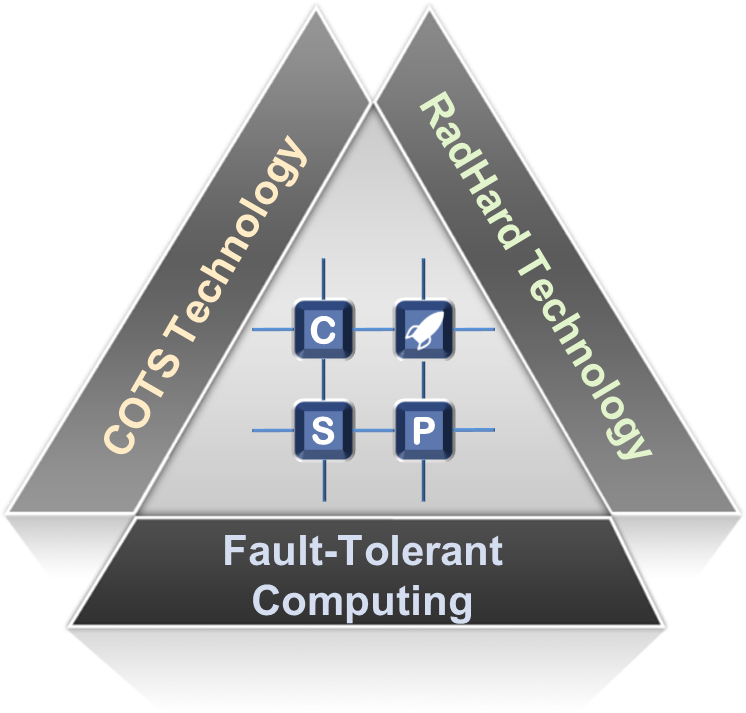 COTS Technology
RadHard Technology
C
S P
Fault-Tolerant
Computing